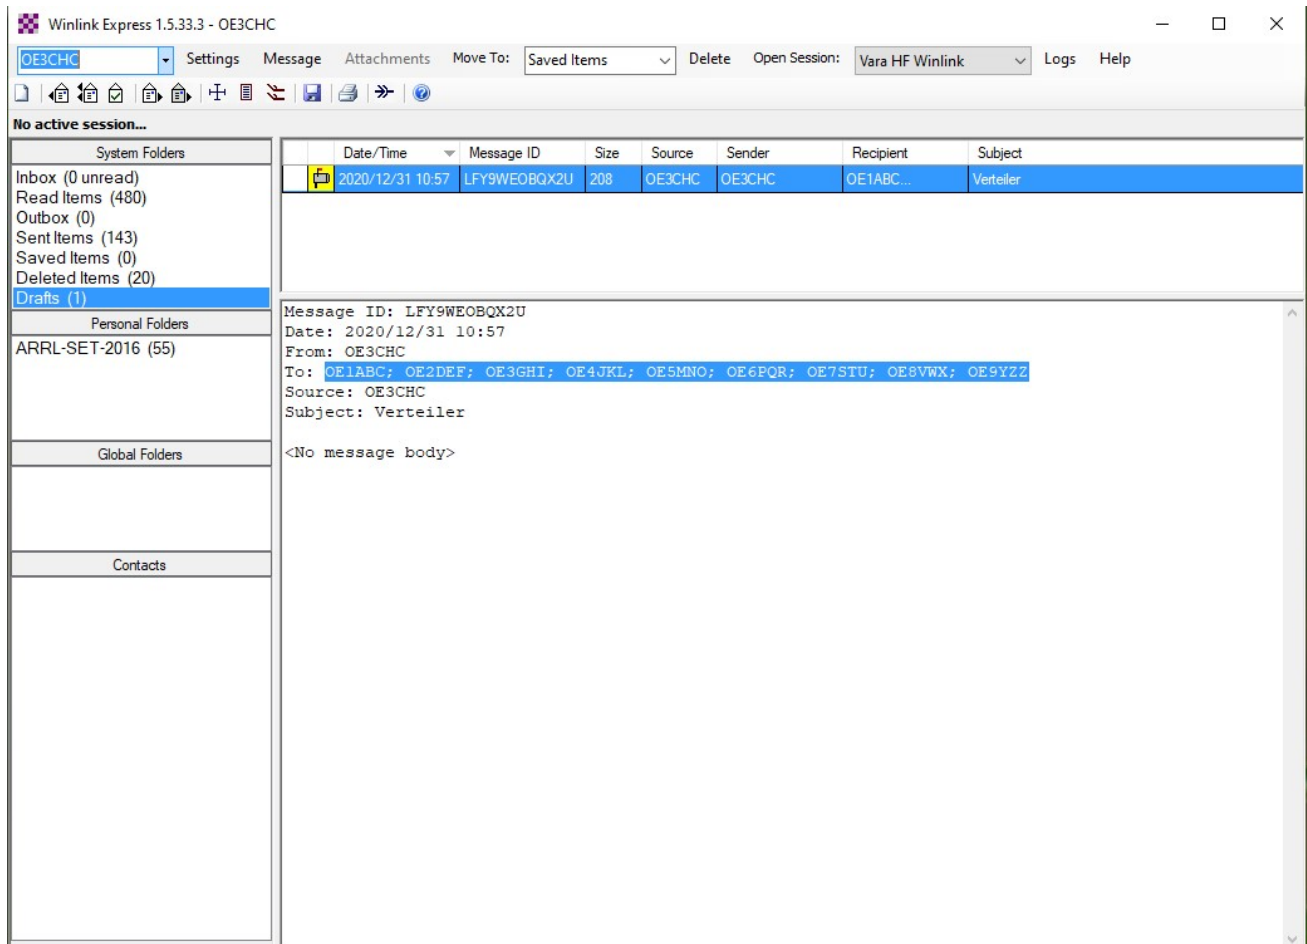 Winlink Express 1.5.33.3 - OE3CHC
OE3CHC Settings Message Attachments Move To: Saved Items Delete Open Session: Vara HF Winlink Logs Help
No active session...
System Folders
Inbox (0 unread)
Read Items (480)
Outbox (0)
Sent Items (143)
Saved Items (0)
Deleted Items (20)
Drafts (1)
Personal Folders
ARRL-SET-2016 (55)
Global Folders
Contacts
Date/Time Message ID Size Source Sender Recipient Subject
2020/12/31 10:57 LFY9WEOBQX2U 208 OE3CHC OE3CHC OE1ABC... Verteiler
Message ID: LFY9WEOBQX2U
Date: 2020/12/31 10:57
From: OE3CHC
To: OE1ABC; OE2DEF; OE3GHI; OE4JKL; OE5MNO; OE6PQR; OE7STU; OE8VWX; OE9YZZ
Source: OE3CHC
Subject: Verteiler
<No message body>